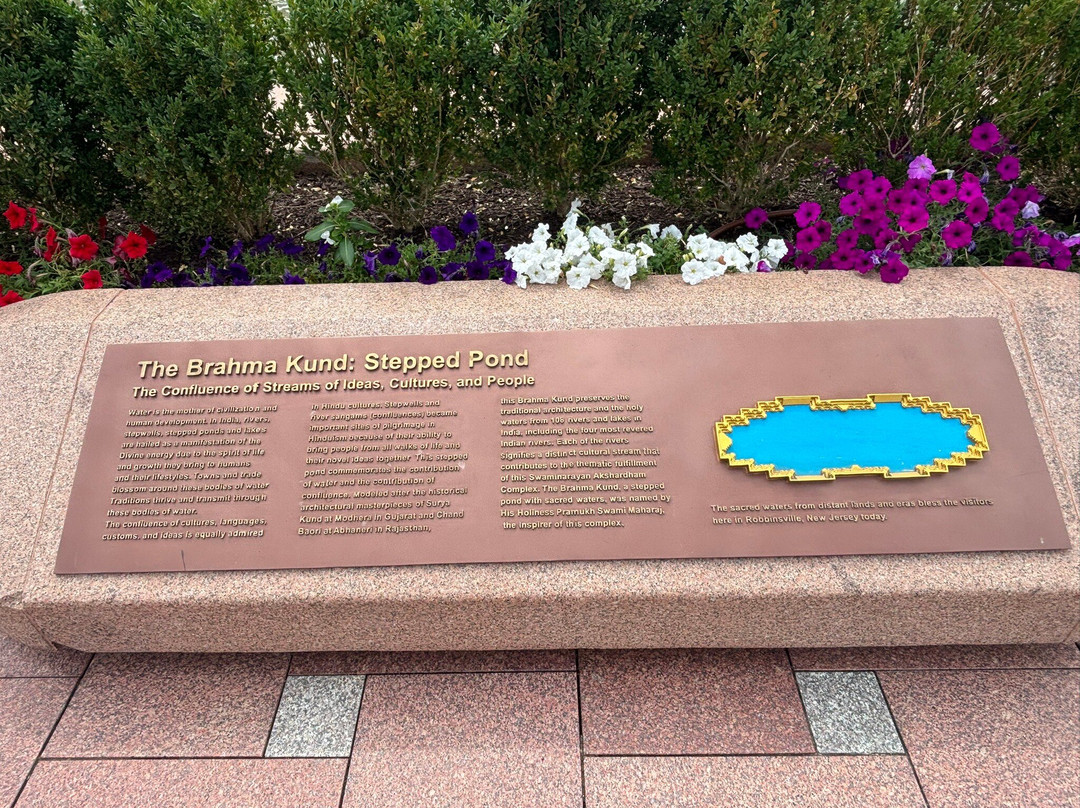 The Brahma Kund: Stepped Pond
The Confluence of Streams of Ideas, Cultures, and People
Water is the mother of civilization and
human development. In India, rivers,
stepwells, stepped ponds and lakes
are hailed as a manifestation of the
Divine energy due to the spirit of life
and growth they bring to humans
and their lifestyles. Towns and trade
blossom around these bodies of water.
Traditions thrive and transmit through
these bodies of water.
The confluence of cultures, languages,
customs, and ideas is equally admired
in Hindu cultures. Stepwells and
river sangams (confluences) became
important sites of pilgrimage in
Hinduism because of their ability to
bring people from all walks of life and
their novel ideas together. This stepped
pond commemorates the contribution
of water and the contribution of
confluence. Modeled after the historical
architectural masterpieces of Surya
Kund at Modhera in Gujarat and Chand
Baori at Abhaneri in Rajasthan,
this Brahma Kund preserves the
traditional architecture and the holy
waters from 108 rivers and lakes in
India, including the four most revered
Indian rivers. Each of the rivers
signifies a distinct cultural stream that
contributes to the thematic fulfillment
of this Swaminarayan Akshardham
Complex. The Brahma Kund, a stepped
pond with sacred waters, was named by
His Holiness Pramukh Swami Maharaj,
the inspirer of this complex.
The sacred waters from distant lands and eras bless the visitors
here in Robbinsville, New Jersey today.